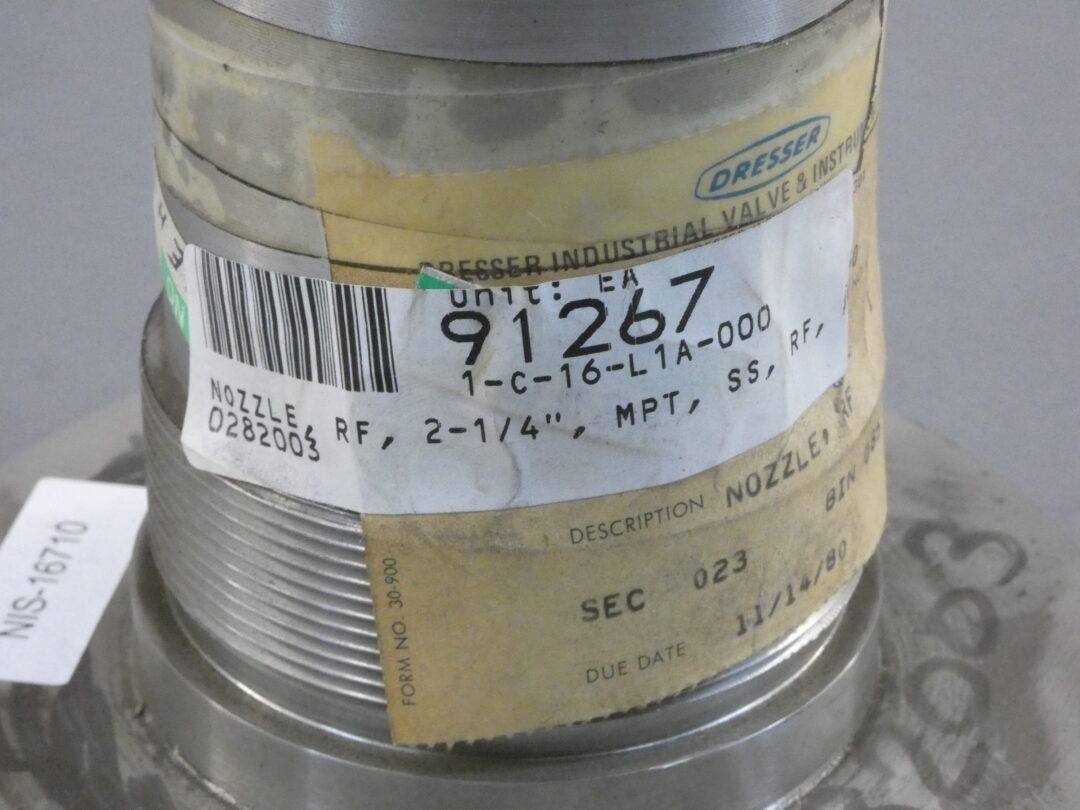 DRESSER
DRESSER INDUSTRIAL VALVE &
Unit: EA
91267
1-C-16-L1A-000
NOZZLE, RF, 2-1/4", MPT, SS, RF,
0282003
DESCRIPTION NOZZLE, RF
BIN
SEC 023
11/14/80
DUE DATE
FORM NO. 30-900
NIS-16710